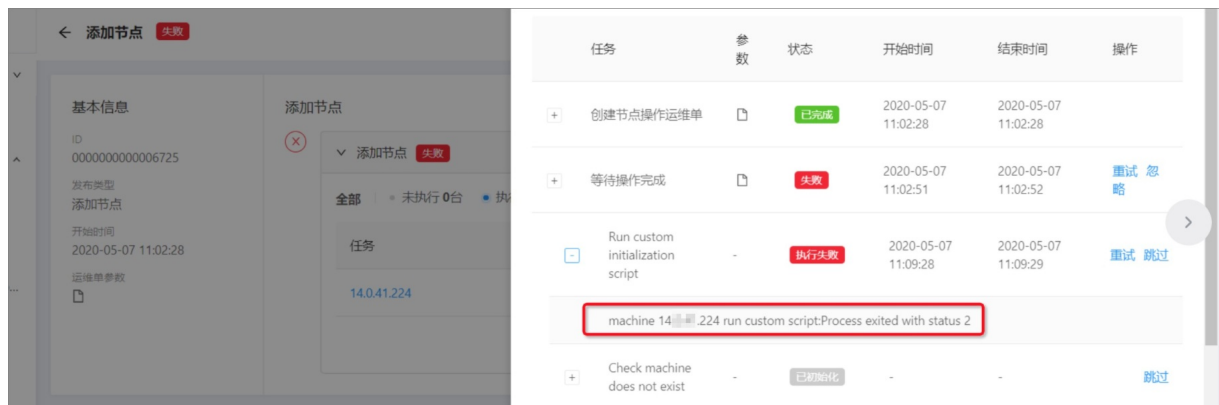 添加节点 失败
基本信息
ID
0000000000006725
发布类型
添加节点
开始时间
2020-05-07 11:02:28
运维单参数
添加节点
添加节点 失败
全部 未执行 0台
任务
14.0.41.224
任务 参数 状态 开始时间 结束时间 操作
创建节点操作运维单 已完成 2020-05-07 11:02:28 2020-05-07 11:02:28
等待操作完成 失败 2020-05-07 11:02:51 2020-05-07 11:02:52 重试 忽略
Run custom initialization script - 执行失败 2020-05-07 11:09:28 2020-05-07 11:09:29 重试 跳过
machine 14 .224 run custom script:Process exited with status 2
Check machine does not exist - 已初始化 - - 跳过